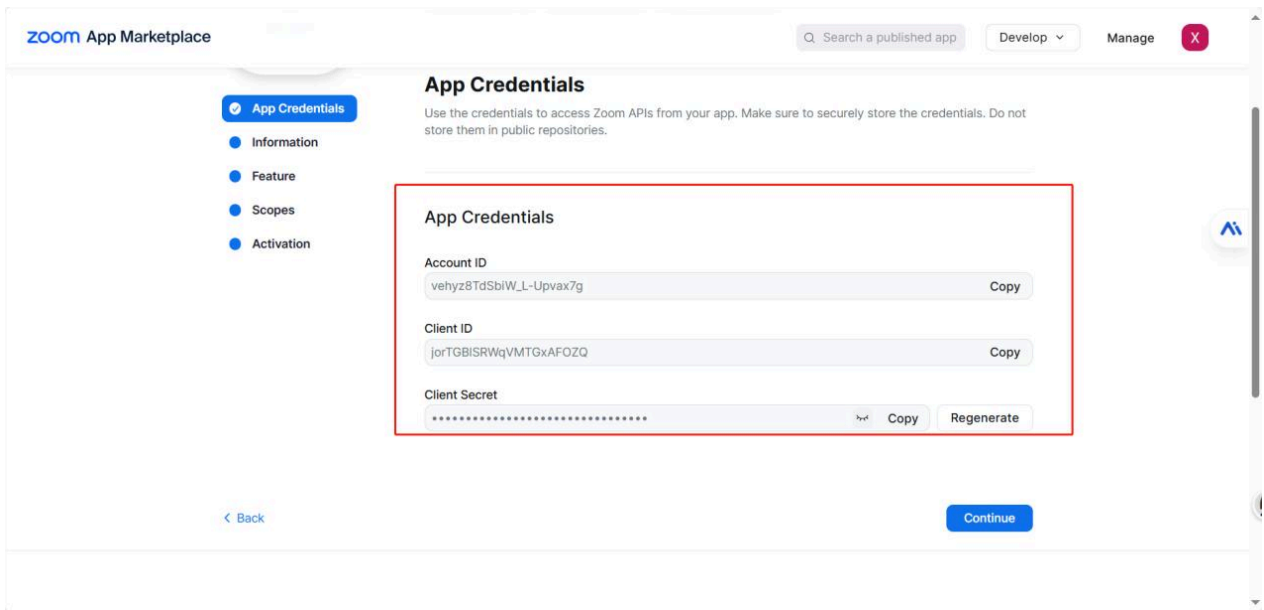 zoom App Marketplace
Search a published app
Develop
Manage
X
App Credentials
Information
Feature
Scopes
Activation
App Credentials
Use the credentials to access Zoom APIs from your app. Make sure to securely store the credentials. Do not
store them in public repositories.
App Credentials
Account ID
vehyz8TdSbiW_L-Upvax7g
Copy
Client ID
jorTGBlSRWqVMTGxAFOZQ
Copy
Client Secret
••••••••••••••••••••••••••••••••
Copy
Regenerate
Back
Continue